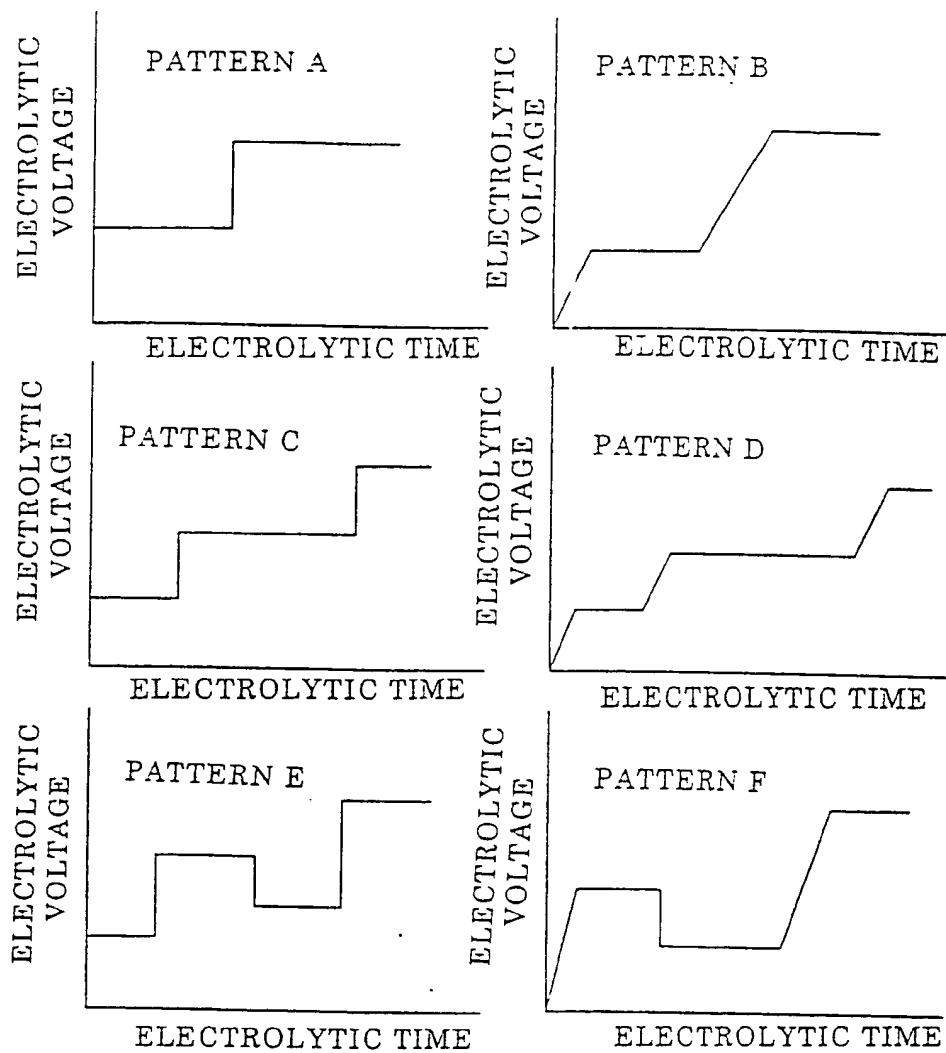 PATTERN A
ELECTROLYTIC
VOLTAGE
ELECTROLYTIC TIME
PATTERN B
ELECTROLYTIC
VOLTAGE
ELECTROLYTIC TIME
PATTERN C
ELECTROLYTIC
VOLTAGE
ELECTROLYTIC TIME
PATTERN D
ELECTROLYTIC
VOLTAGE
ELECTROLYTIC TIME
PATTERN E
ELECTROLYTIC
VOLTAGE
ELECTROLYTIC TIME
PATTERN F
ELECTROLYTIC
VOLTAGE
ELECTROLYTIC TIME